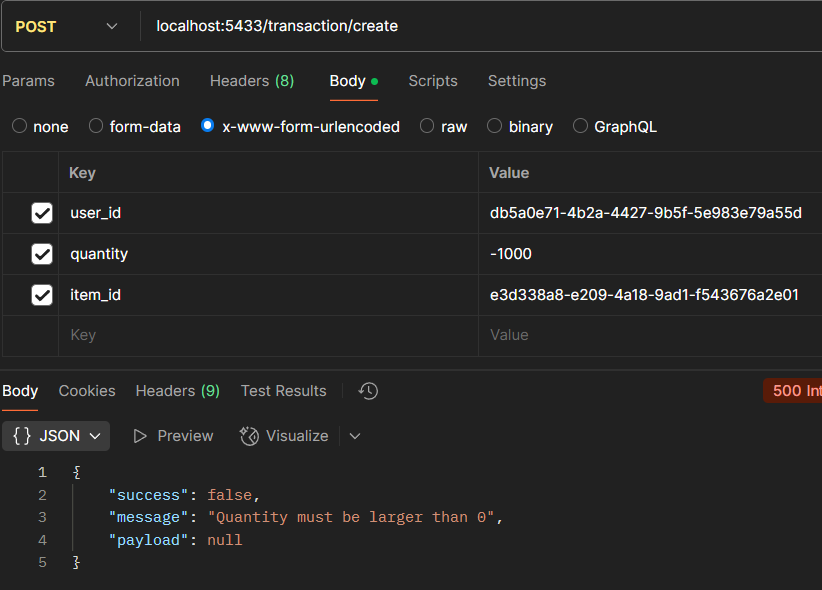 POST localhost:5433/transaction/create
Params Authorization Headers (8) Body Scripts Settings
none form-data x-www-form-urlencoded raw binary GraphQL
Key Value
user_id db5a0e71-4b2a-4427-9b5f-5e983e79a55d
quantity -1000
item_id e3d338a8-e209-4a18-9ad1-f543676a2e01
Key Value
Body Cookies Headers (9) Test Results 500 Int
{ } JSON Preview Visualize
1 {
2 "success": false,
3 "message": "Quantity must be larger than 0",
4 "payload": null
5 }